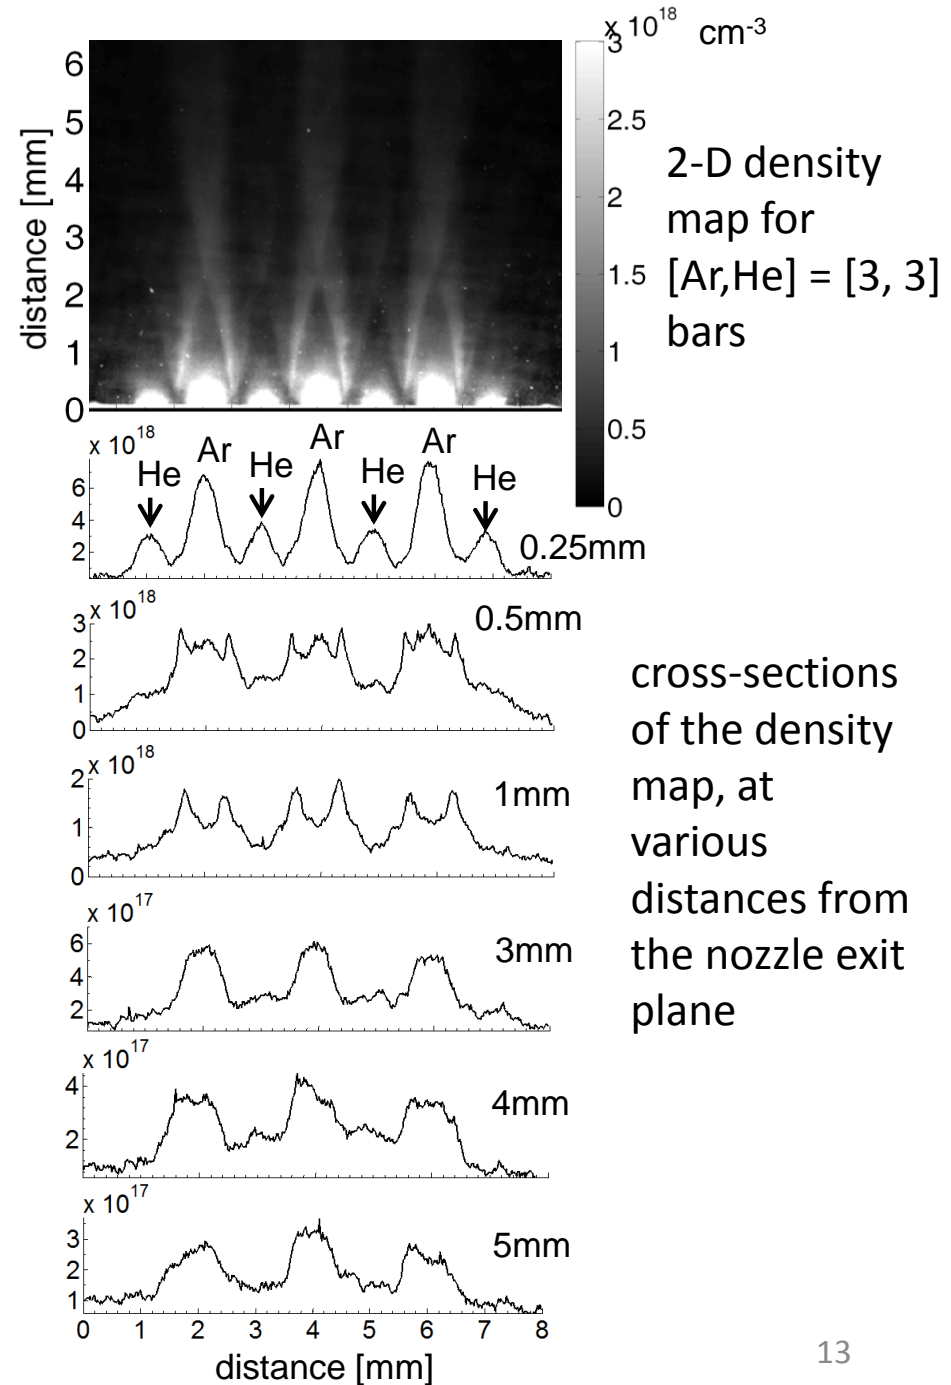 x 10^18 cm^-3
6
5
4
3
2
1
0
distance [mm]
3
2.5
2
1.5
1
0.5
0
2-D density
map for
[Ar,He] = [3, 3]
bars
x 10^18
6
4
2
He Ar He Ar He Ar He
0.25mm
x 10^18
3
2
1
0
0.5mm
x 10^18
2
1
0
1mm
x 10^17
6
4
2
3mm
x 10^17
4
2
4mm
x 10^17
3
2
1
5mm
0 1 2 3 4 5 6 7 8
distance [mm]
cross-sections
of the density
map, at
various
distances from
the nozzle exit
plane
13